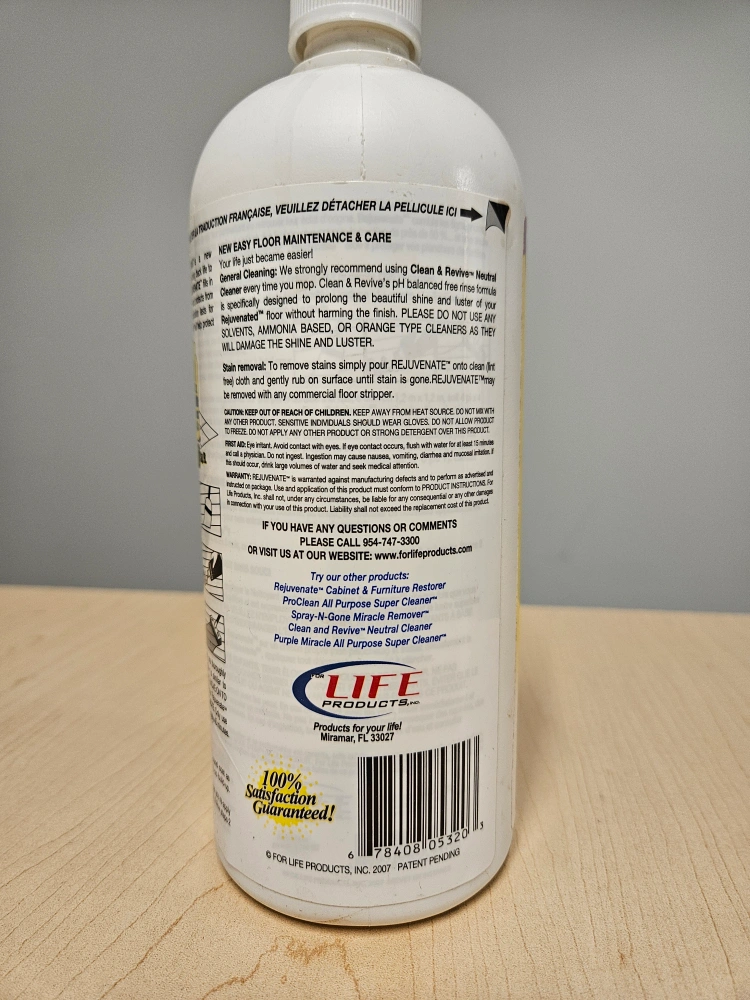 TRADUCTION FRANÇAISE, VEUILLEZ DÉTACHER LA PELLICULE ICI
NEW EASY FLOOR MAINTENANCE & CARE
Your life just became easier!
General Cleaning: We strongly recommend using Clean & Revive™ Neutral
Cleaner every time you mop. Clean & Revive's pH balanced free rinse formula
is specifically designed to prolong the beautiful shine and luster of your
Rejuvenated™ floor without harming the finish. PLEASE DO NOT USE ANY
SOLVENTS, AMMONIA BASED, OR ORANGE TYPE CLEANERS AS THEY
WILL DAMAGE THE SHINE AND LUSTER.
Stain removal: To remove stains simply pour REJUVENATE™ onto clean (lint
free) cloth and gently rub on surface until stain is gone.REJUVENATE™may
be removed with any commercial floor stripper.
CAUTION: KEEP OUT OF REACH OF CHILDREN. KEEP AWAY FROM HEAT SOURCE. DO NOT MIX WITH
ANY OTHER PRODUCT. SENSITIVE INDIVIDUALS SHOULD WEAR GLOVES. DO NOT ALLOW PRODUCT
TO FREEZE. DO NOT APPLY ANY OTHER PRODUCT OR STRONG DETERGENT OVER THIS PRODUCT.
FIRST AID: Eye irritant. Avoid contact with eyes. If eye contact occurs, flush with water for at least 15 minutes
and call a physician. Do not ingest. Ingestion may cause nausea, vomiting, diarrhea and mucosal irritation. If
this should occur, drink large volumes of water and seek medical attention.
WARRANTY: REJUVENATE™ is warranted against manufacturing defects and to perform as advertised and
instructed on package. Use and application of this product must conform to PRODUCT INSTRUCTIONS. For
Life Products, Inc. shall not, under any circumstances, be liable for any consequential or any other damages
in connection with your use of this product. Liability shall not exceed the replacement cost of this product.
IF YOU HAVE ANY QUESTIONS OR COMMENTS
PLEASE CALL 954-747-3300
OR VISIT US AT OUR WEBSITE: www.forlifeproducts.com
Try our other products:
Rejuvenate™ Cabinet & Furniture Restorer
ProClean All Purpose Super Cleaner™
Spray-N-Gone Miracle Remover™
Clean and Revive™ Neutral Cleaner
Purple Miracle All Purpose Super Cleaner™
FOR LIFE
PRODUCTS, INC.
Products for your life!
Miramar, FL 33027
100%
Satisfaction
Guaranteed!
6 78408 05320 3
© FOR LIFE PRODUCTS, INC. 2007 PATENT PENDING